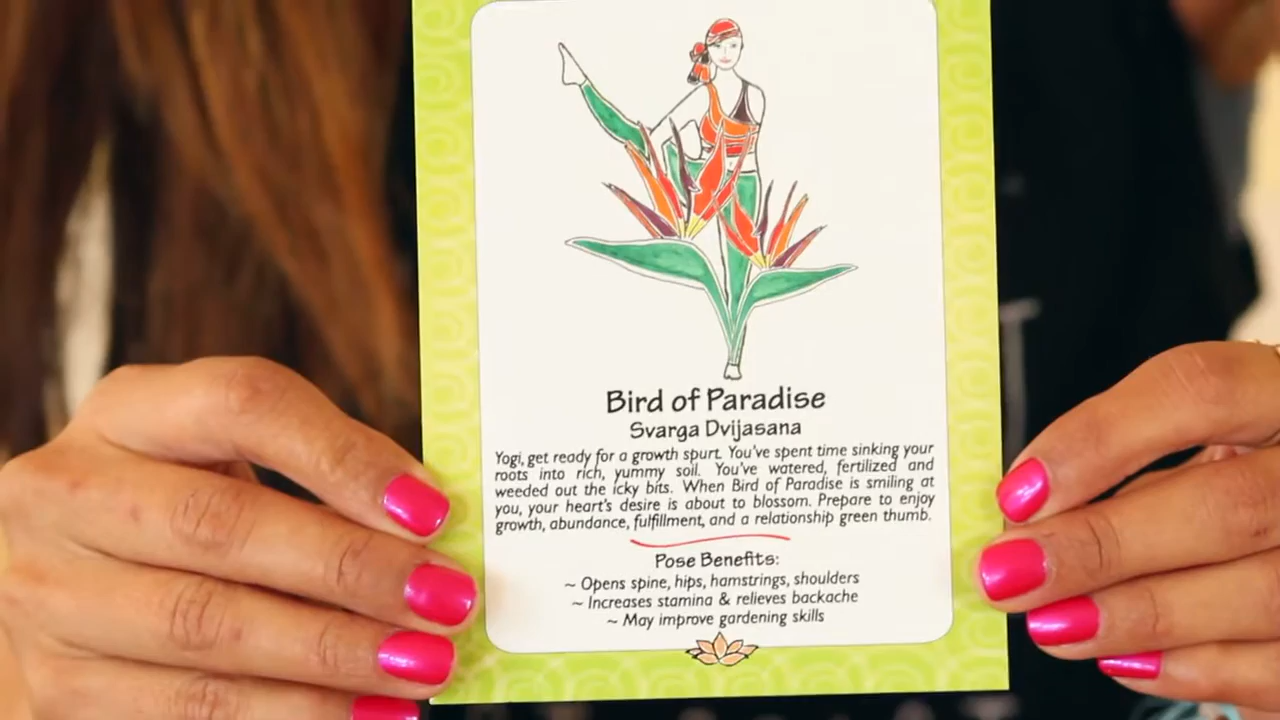 Bird of Paradise
Svarga Dvijasana
Yogi, get ready for a growth spurt. You've spent time sinking your
roots into rich, yummy soil. You've watered, fertilized and
weeded out the icky bits. When Bird of Paradise is smiling at
you, your heart's desire is about to blossom. Prepare to enjoy
growth, abundance, fulfillment, and a relationship green thumb.
Pose Benefits:
~ Opens spine, hips, hamstrings, shoulders
~ Increases stamina & relieves backache
~ May improve gardening skills